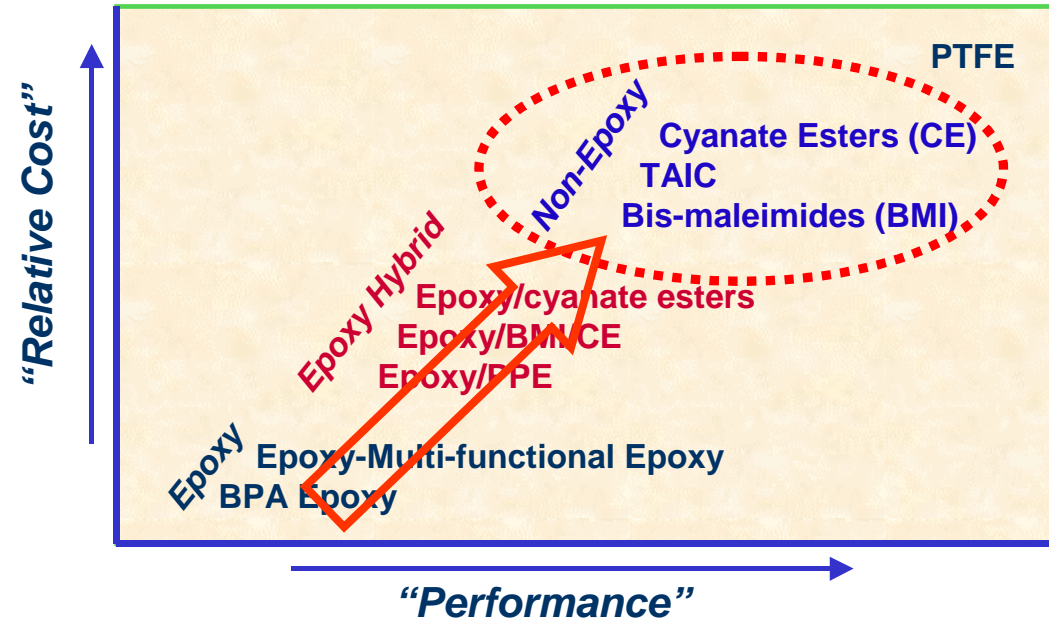 “Relative Cost”
PTFE
Non-Epoxy
Cyanate Esters (CE)
TAIC
Bis-maleimides (BMI)
Epoxy Hybrid
Epoxy/cyanate esters
Epoxy/BMI/CE
Epoxy/PPE
Epoxy
Epoxy-Multi-functional Epoxy
BPA Epoxy
“Performance”